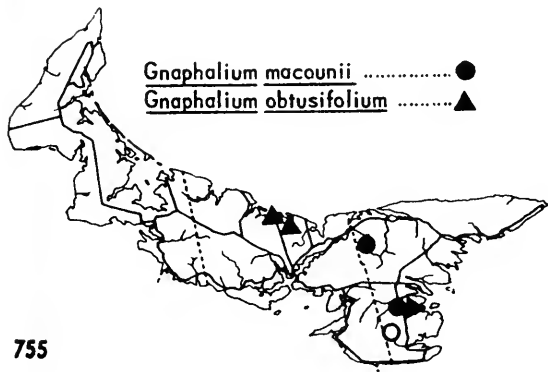 Gnaphalium macounii ..................●
Gnaphalium obtusifolium .........▲
755